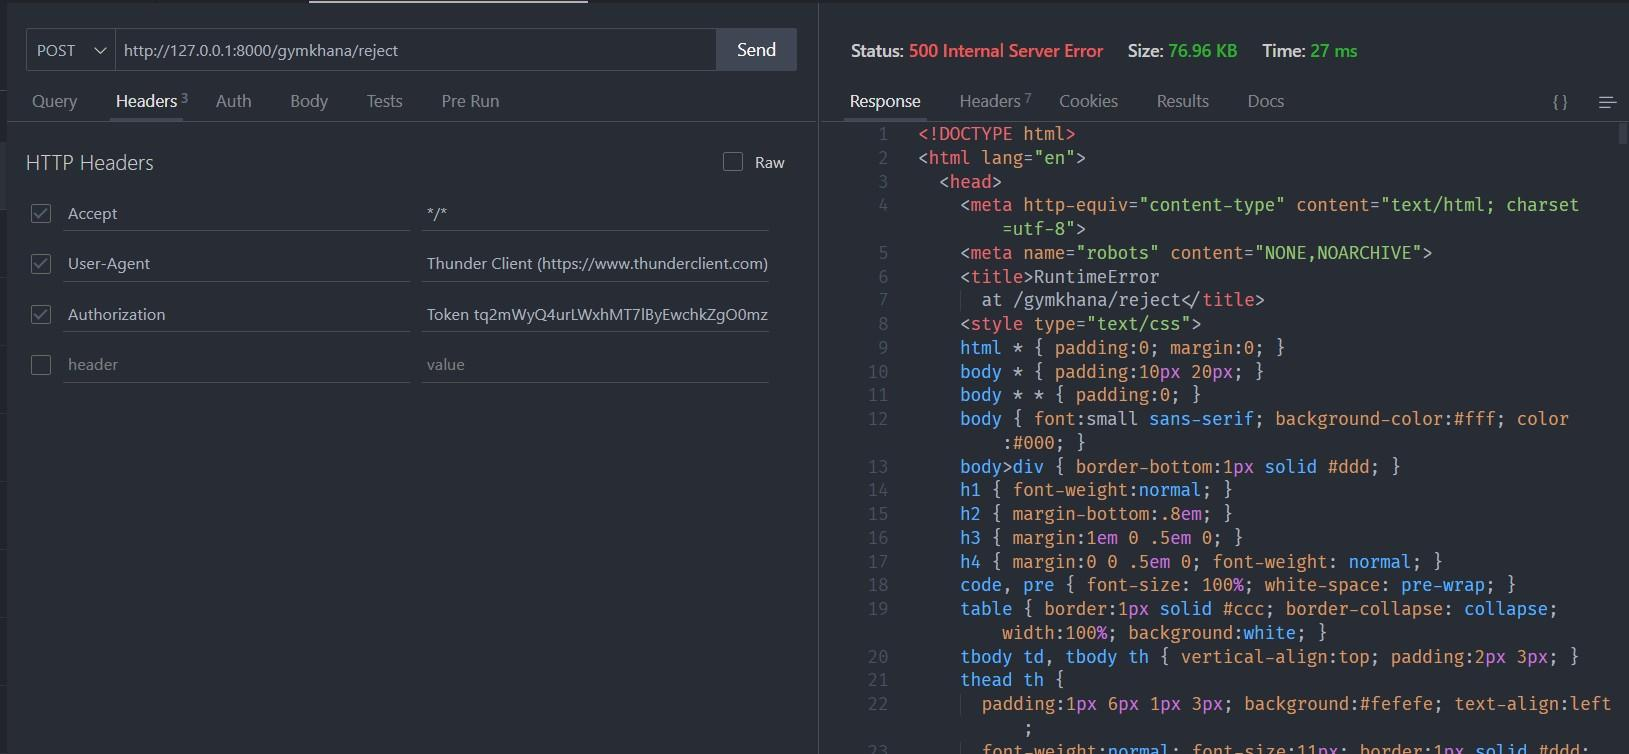 POST http://127.0.0.1:8000/gymkhana/reject Send
Query Headers 3 Auth Body Tests Pre Run
HTTP Headers Raw
Accept */*
User-Agent Thunder Client (https://www.thunderclient.com)
Authorization Token tq2mWyQ4urLWxhMT7lByEwchkZgO0mz
header value
Status: 500 Internal Server Error Size: 76.96 KB Time: 27 ms
Response Headers 7 Cookies Results Docs {}
1 <!DOCTYPE html>
2 <html lang="en">
3 <head>
4 <meta http-equiv="content-type" content="text/html; charset
=utf-8">
5 <meta name="robots" content="NONE,NOARCHIVE">
6 <title>RuntimeError
7 at /gymkhana/reject</title>
8 <style type="text/css">
9 html * { padding:0; margin:0; }
10 body * { padding:10px 20px; }
11 body * * { padding:0; }
12 body { font:small sans-serif; background-color:#fff; color
:#000; }
13 body>div { border-bottom:1px solid #ddd; }
14 h1 { font-weight:normal; }
15 h2 { margin-bottom:.8em; }
16 h3 { margin:1em 0 .5em 0; }
17 h4 { margin:0 0 .5em 0; font-weight: normal; }
18 code, pre { font-size: 100%; white-space: pre-wrap; }
19 table { border:1px solid #ccc; border-collapse: collapse;
width:100%; background:white; }
20 tbody td, tbody th { vertical-align:top; padding:2px 3px; }
21 thead th {
22 padding:1px 6px 1px 3px; background:#fefefe; text-align:left
;
23 font-weight:normal; font-size:11px; border:1px solid #ddd;